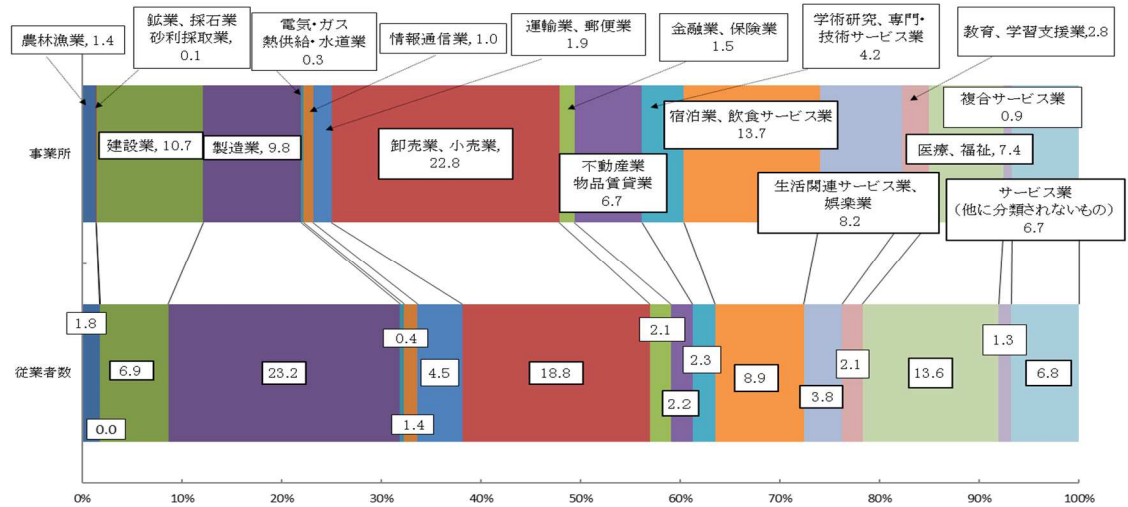 農林漁業, 1.4
鉱業、採石業
砂利採取業,
0.1
電気・ガス
熱供給・水道業
0.3
情報通信業, 1.0
運輸業、郵便業
1.9
金融業、保険業
1.5
学術研究、専門・
技術サービス業
4.2
教育、学習支援業,2.8
事業所
建設業, 10.7
製造業, 9.8
卸売業、小売業
22.8
不動産業
物品賃貸業
6.7
宿泊業、飲食サービス業
13.7
生活関連サービス業、
娯楽業
8.2
医療、福祉, 7.4
複合サービス業
0.9
サービス業
（他に分類されないもの）
6.7
従業者数
1.8
0.0
6.9
23.2
0.4
1.4
4.5
18.8
2.1
2.2
2.3
8.9
3.8
2.1
13.6
1.3
6.8
0%
10%
20%
30%
40%
50%
60%
70%
80%
90%
100%